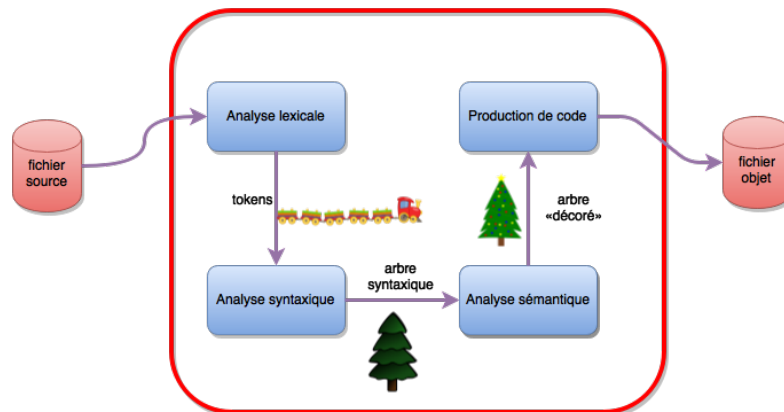 Analyse lexicale
Production de code
fichier
source
fichier
objet
tokens
arbre
«décoré»
arbre
syntaxique
Analyse syntaxique
Analyse sémantique